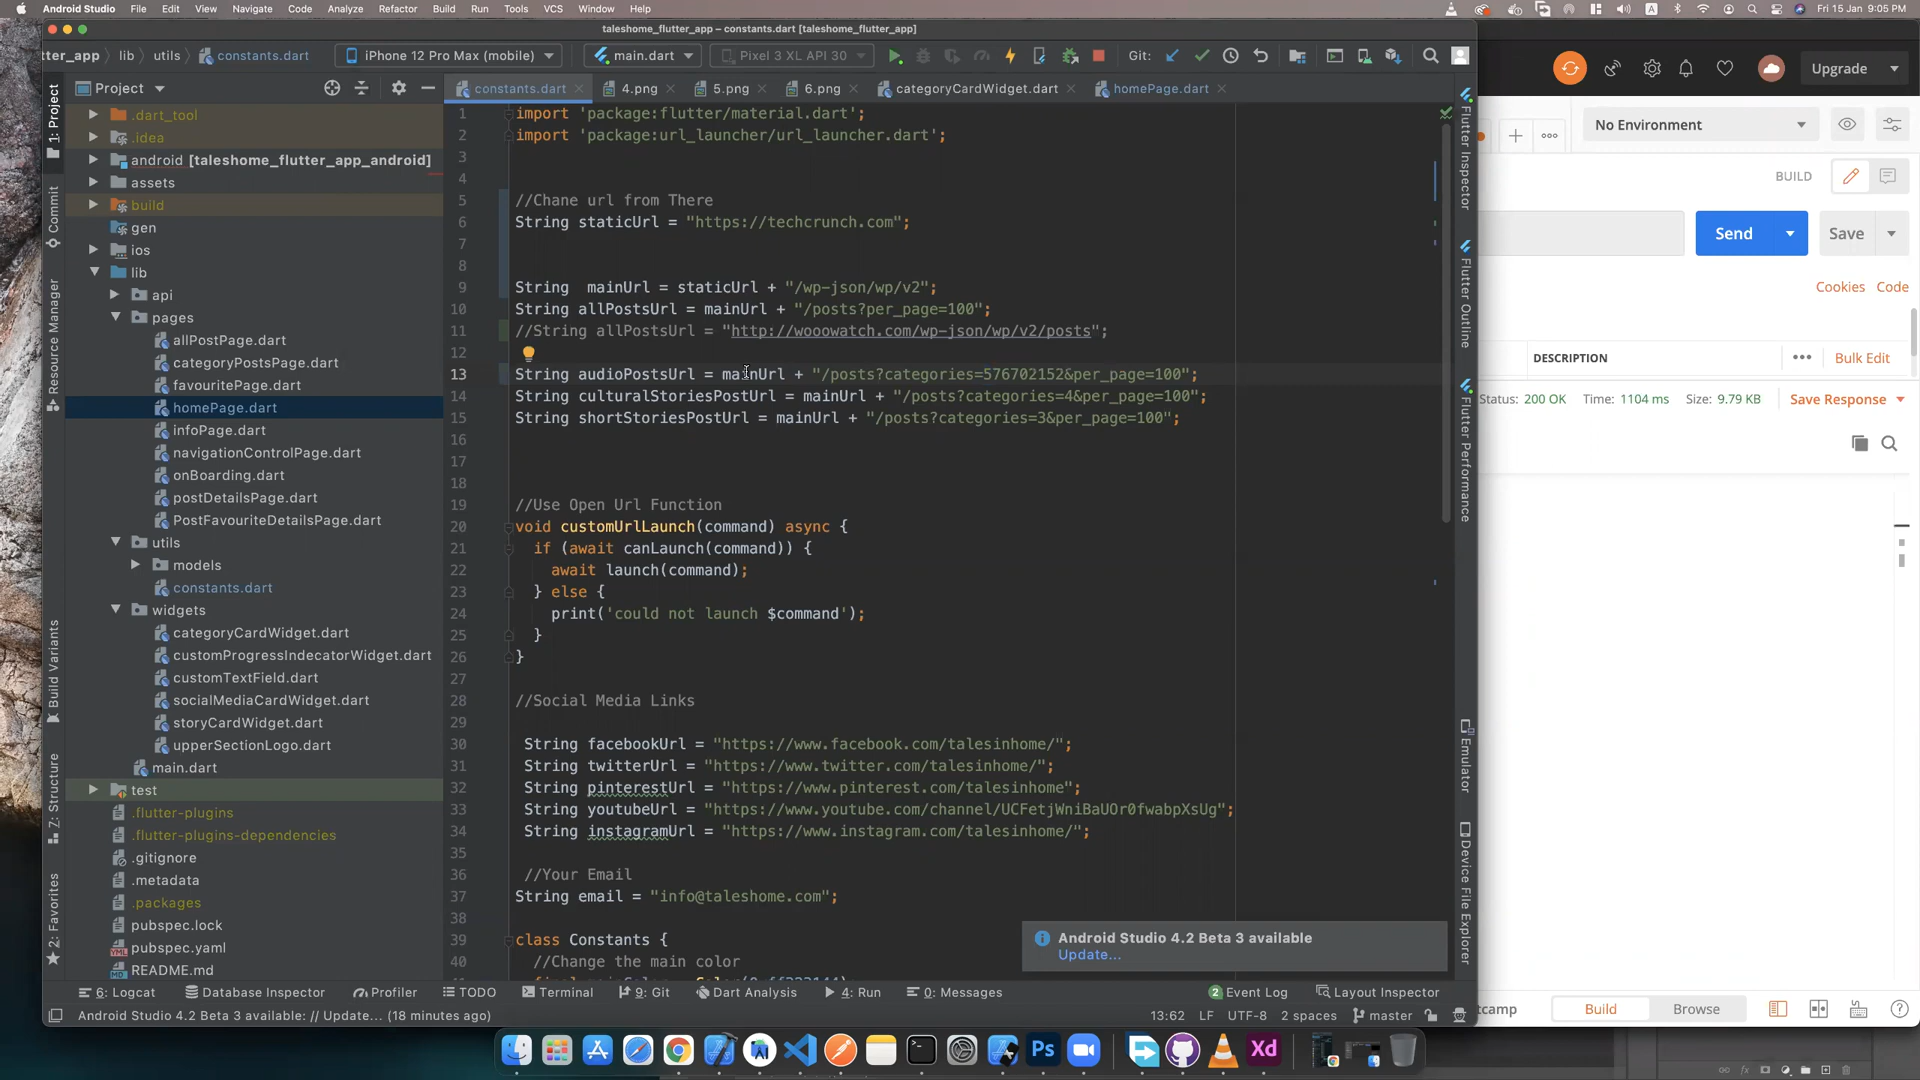 Android Studio File Edit View Navigate Code Analyze Refactor Build Run Tools VCS Window Help
A Fri 15 Jan 9:05 PM
taleshome_flutter_app – constants.dart [taleshome_flutter_app]
tter_app lib utils constants.dart iPhone 12 Pro Max (mobile) main.dart Pixel 3 XL API 30 Git:
Upgrade
Project
constants.dart 4.png 5.png 6.png categoryCardWidget.dart homePage.dart
No Environment
BUILD
Send Save
Cookies Code
DESCRIPTION Bulk Edit
Status: 200 OK Time: 1104 ms Size: 9.79 KB Save Response
1: Project
Commit
Resource Manager
Build Variants
Z: Structure
2: Favorites
.dart_tool
.idea
android [taleshome_flutter_app_android]
assets
build
gen
ios
lib
api
pages
allPostPage.dart
categoryPostsPage.dart
favouritePage.dart
homePage.dart
infoPage.dart
navigationControlPage.dart
onBoarding.dart
postDetailsPage.dart
PostFavouriteDetailsPage.dart
utils
models
constants.dart
widgets
categoryCardWidget.dart
customProgressIndecatorWidget.dart
customTextField.dart
socialMediaCardWidget.dart
storyCardWidget.dart
upperSectionLogo.dart
main.dart
test
.flutter-plugins
.flutter-plugins-dependencies
.gitignore
.metadata
.packages
pubspec.lock
pubspec.yaml
README.md
1 import 'package:flutter/material.dart';
2 import 'package:url_launcher/url_launcher.dart';
3
4
5 //Chane url from There
6 String staticUrl = "https://techcrunch.com";
7
8
9 String  mainUrl = staticUrl + "/wp-json/wp/v2";
10 String allPostsUrl = mainUrl + "/posts?per_page=100";
11 //String allPostsUrl = "http://wooowatch.com/wp-json/wp/v2/posts";
12
13 String audioPostsUrl = mainUrl + "/posts?categories=576702152&per_page=100";
14 String culturalStoriesPostUrl = mainUrl + "/posts?categories=4&per_page=100";
15 String shortStoriesPostUrl = mainUrl + "/posts?categories=3&per_page=100";
16
17
18
19 //Use Open Url Function
20 void customUrlLaunch(command) async {
21 if (await canLaunch(command)) {
22 await launch(command);
23 } else {
24 print('could not launch $command');
25 }
26 }
27
28 //Social Media Links
29
30 String facebookUrl = "https://www.facebook.com/talesinhome/";
31 String twitterUrl = "https://www.twitter.com/talesinhome/";
32 String pinterestUrl = "https://www.pinterest.com/talesinhome";
33 String youtubeUrl = "https://www.youtube.com/channel/UCFetjWniBaUOr0fwabpXsUg";
34 String instagramUrl = "https://www.instagram.com/talesinhome/";
35
36 //Your Email
37 String email = "info@taleshome.com";
38
39 class Constants {
40 //Change the main color
Flutter Inspector
Flutter Outline
Flutter Performance
Emulator
Device File Explorer
Android Studio 4.2 Beta 3 available
Update...
6: Logcat Database Inspector Profiler TODO Terminal 9: Git Dart Analysis 4: Run 0: Messages 2 Event Log Layout Inspector
Android Studio 4.2 Beta 3 available: // Update... (18 minutes ago) 13:62 LF UTF-8 2 spaces master
tcamp Build Browse
Ps Xd